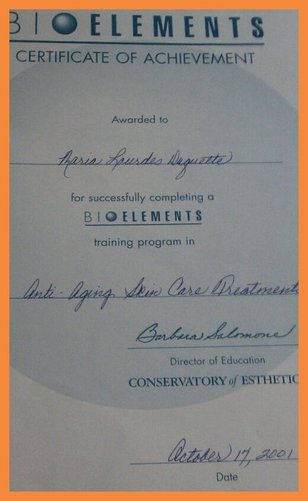 BIOELEMENTS
CERTIFICATE OF ACHIEVEMENT
Awarded to
Maria Lourdes Duquette
for successfully completing a
BIOELEMENTS
training program in
Anti-Aging Skin Care Treatments
Barbara Salomone
Director of Education
CONSERVATORY of ESTHETIC
October 17, 2001
Date